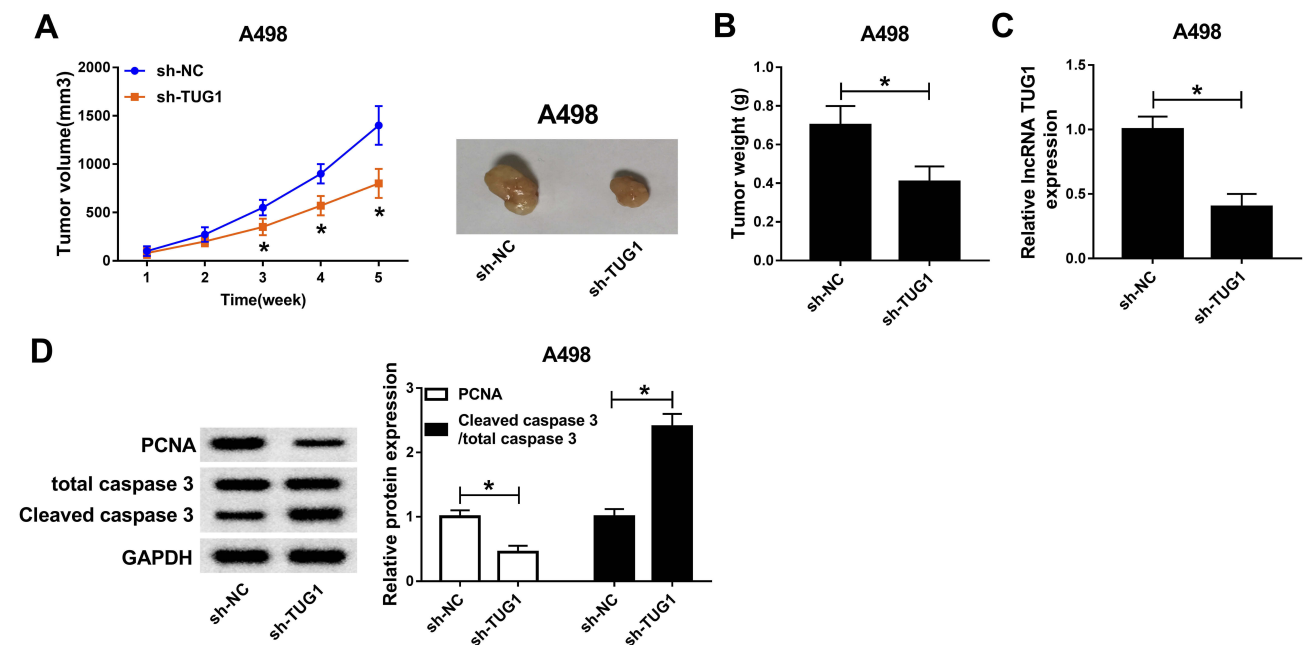 A
A498
Tumor volume(mm3)
2000
1500
1000
500
0
sh-NC
sh-TUG1
*
*
*
1
2
3
4
5
Time(week)
A498
sh-NC
sh-TUG1
B
A498
Tumor weight (g)
1.0
0.8
0.6
0.4
0.2
0.0
*
sh-NC
sh-TUG1
C
A498
Relative lncRNA TUG1
expression
1.5
1.0
0.5
0.0
*
sh-NC
sh-TUG1
D
PCNA
total caspase 3
Cleaved caspase 3
GAPDH
sh-NC
sh-TUG1
A498
Relative protein expression
3
2
1
0
PCNA
Cleaved caspase 3
/total caspase 3
*
*
sh-NC
sh-TUG1
sh-NC
sh-TUG1